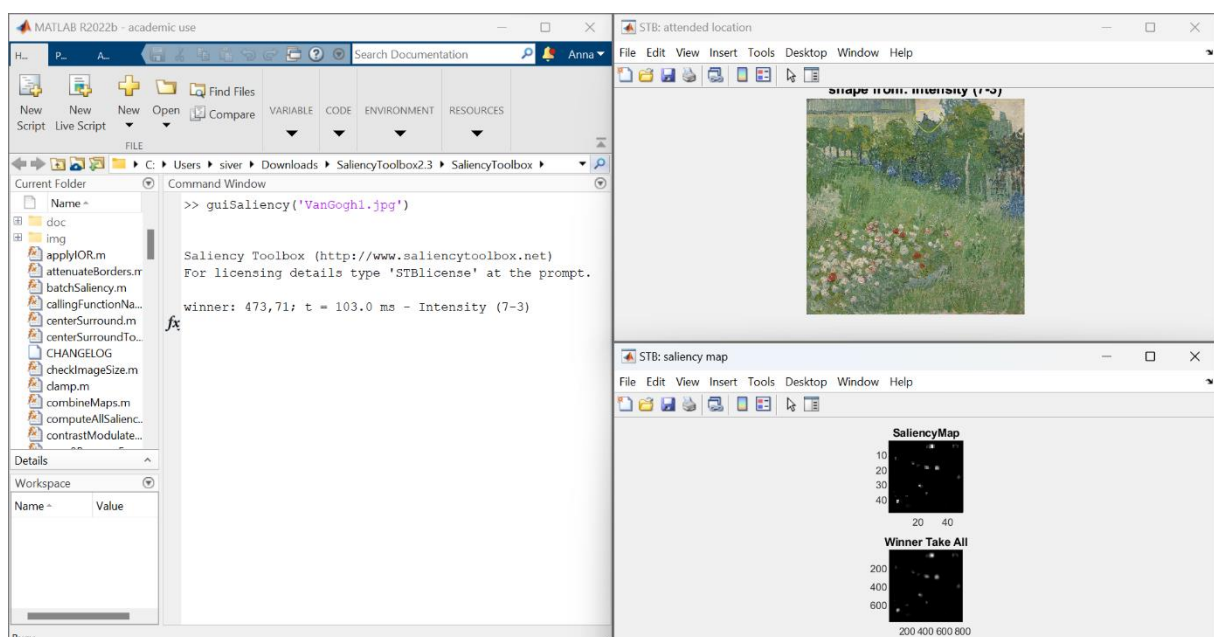 MATLAB R2022b - academic use
H... P... A... Search Documentation Anna
New Script
New Live Script
New
Open
Find Files
Compare
VARIABLE CODE ENVIRONMENT RESOURCES
FILE
C: Users siver Downloads SaliencyToolbox2.3 SaliencyToolbox
Current Folder
Name
doc
img
applyIOR.m
attenuateBorders.m
batchSaliency.m
callingFunctionNa...
centerSurround.m
centerSurroundTo...
CHANGELOG
checkImageSize.m
clamp.m
combineMaps.m
computeAllSalienc...
contrastModulate...
Details
Workspace
Name Value
Command Window
>> guiSaliency('VanGogh1.jpg')
Saliency Toolbox (http://www.saliencytoolbox.net)
For licensing details type 'STBlicense' at the prompt.
winner: 473,71; t = 103.0 ms - Intensity (7-3)
fx
STB: attended location
File Edit View Insert Tools Desktop Window Help
shape from: Intensity (7-3)
STB: saliency map
File Edit View Insert Tools Desktop Window Help
SaliencyMap
10
20
30
40
20 40
Winner Take All
200
400
600
200 400 600 800